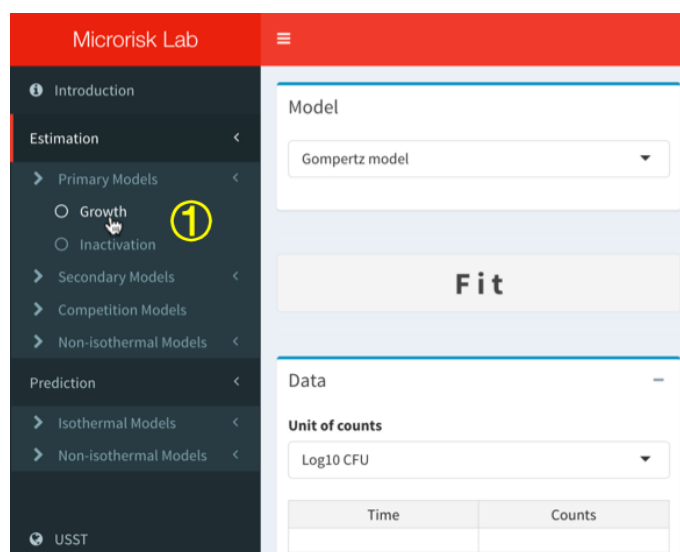 Microrisk Lab
Introduction
Estimation
Primary Models
Growth
①
Inactivation
Secondary Models
Competition Models
Non-isothermal Models
Prediction
Isothermal Models
Non-isothermal Models
USST
Model
Gompertz model
Fit
Data
Unit of counts
Log10 CFU
Time Counts